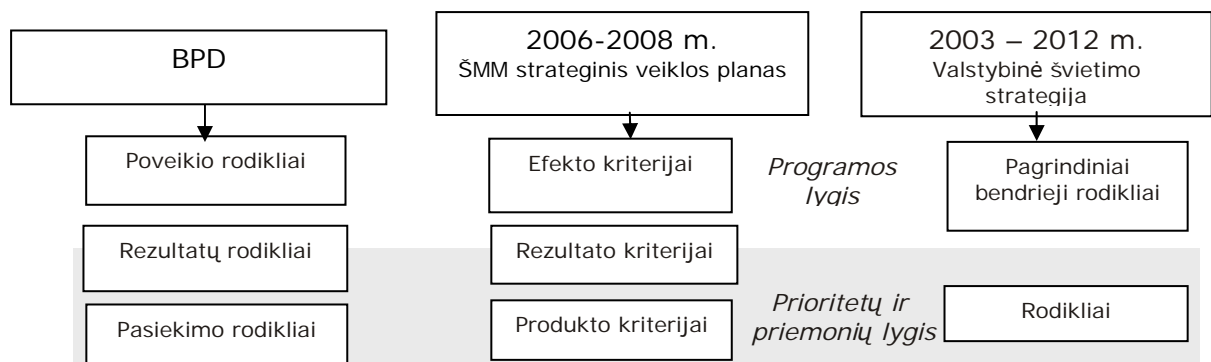 BPD
2006-2008 m.
ŠMM strateginis veiklos planas
2003 – 2012 m.
Valstybinė švietimo
strategija
Poveikio rodikliai
Efekto kriterijai
Programos
lygis
Pagrindiniai
bendrieji rodikliai
Rezultatų rodikliai
Rezultato kriterijai
Pasiekimo rodikliai
Produkto kriterijai
Prioritetų ir
priemonių lygis
Rodikliai